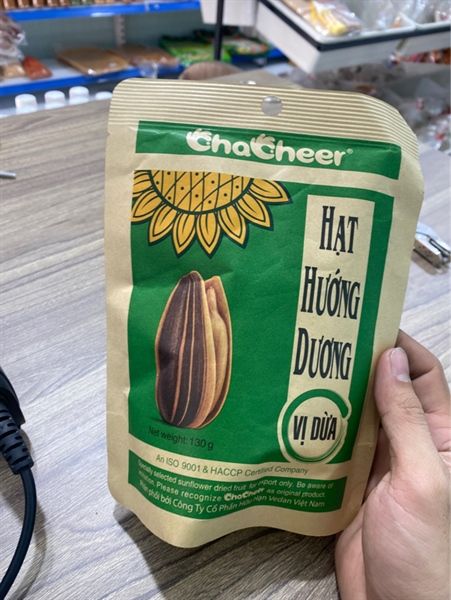 ChaCheer®
HẠT
HƯỚNG
DƯƠNG
VỊ DỪA
Net weight: 130 g
An ISO 9001 & HACCP Certified Company
Specially selected sunflower dried fruit for export only. Be aware of
imitation. Please recognize ChaCheer as original product.
Phân phối bởi Công Ty Cổ Phần Hữu Hạn Vedan Việt Nam